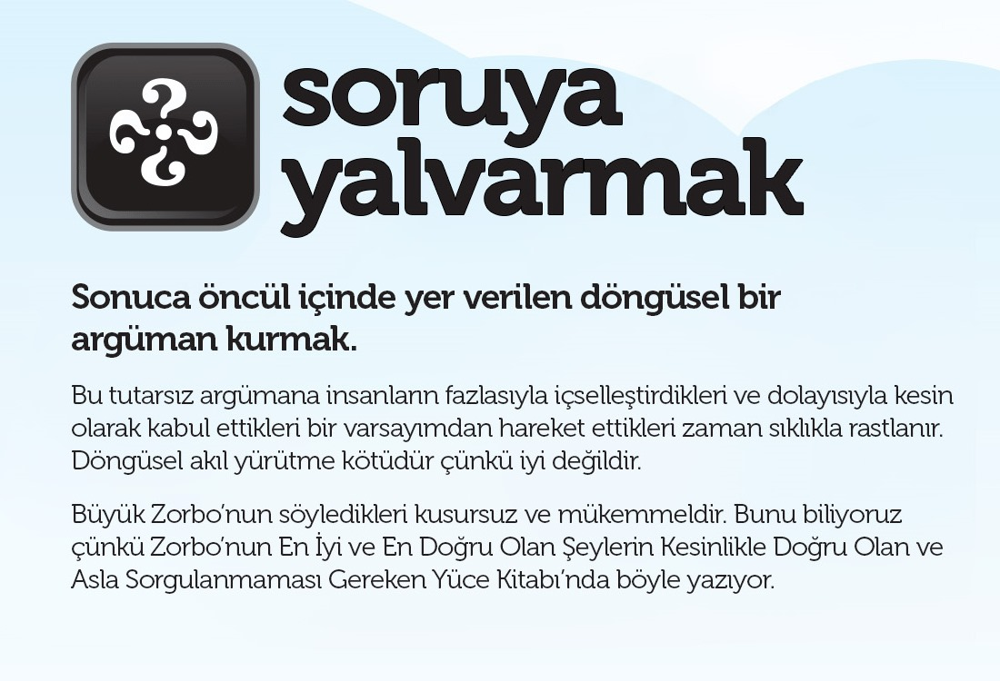 soruya
yalvarmak
Sonuca öncül içinde yer verilen döngüsel bir
argüman kurmak.
Bu tutarsız argümana insanların fazlasıyla içselleştirdikleri ve dolayısıyla kesin
olarak kabul ettikleri bir varsayımdan hareket ettikleri zaman sıklıkla rastlanır.
Döngüsel akıl yürütme kötüdür çünkü iyi değildir.
Büyük Zorbo’nun söyledikleri kusursuz ve mükemmeldir. Bunu biliyoruz
çünkü Zorbo’nun En İyi ve En Doğru Olan Şeylerin Kesinlikle Doğru Olan ve
Asla Sorgulanmaması Gereken Yüce Kitabı’nda böyle yazıyor.